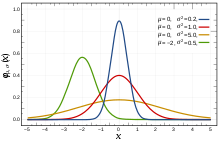 μ= 0, σ²=0.2,
μ= 0, σ²=1.0,
μ= 0, σ²=5.0,
μ= −2, σ²=0.5,
φμ,σ²(x)
1.0
0.8
0.6
0.4
0.2
0.0
−5 −4 −3 −2 −1 0 1 2 3 4 5
x